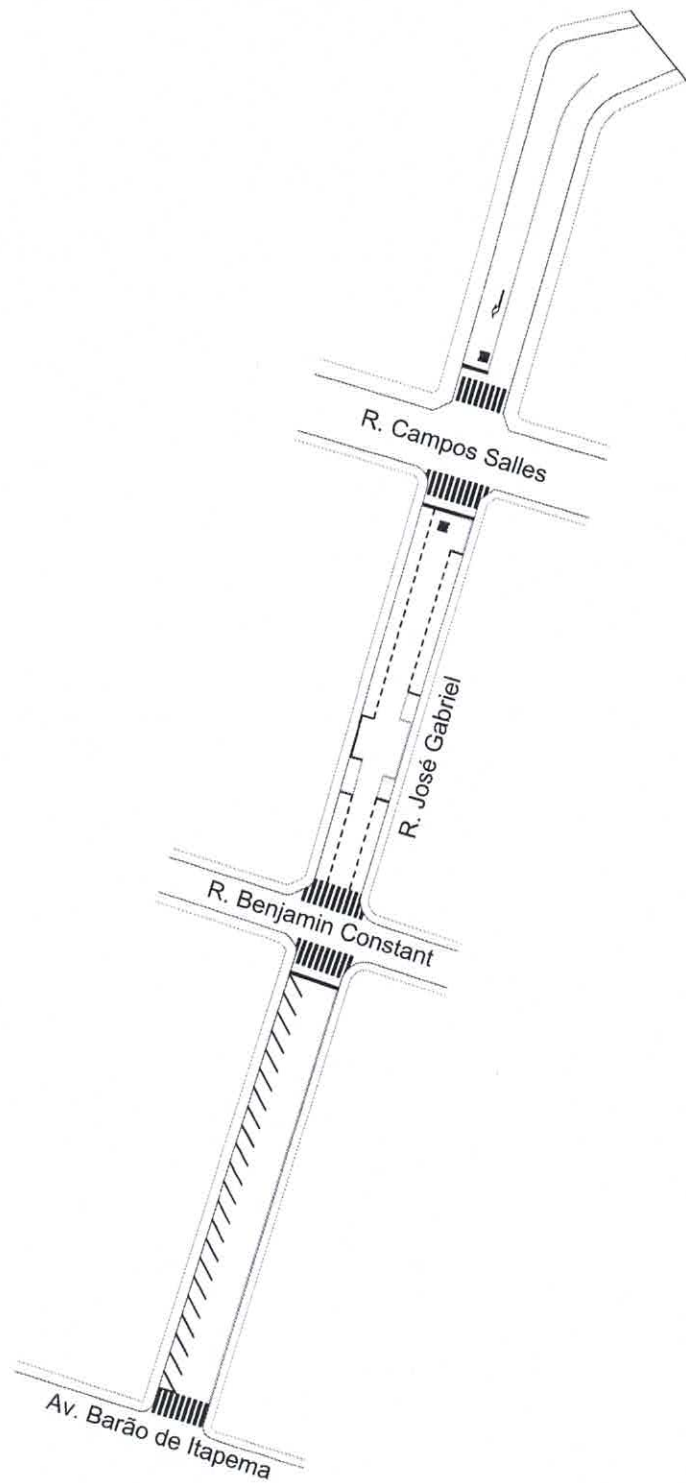 R. Campos Salles
R. José Gabriel
R. Benjamin Constant
Av. Barão de Itapema